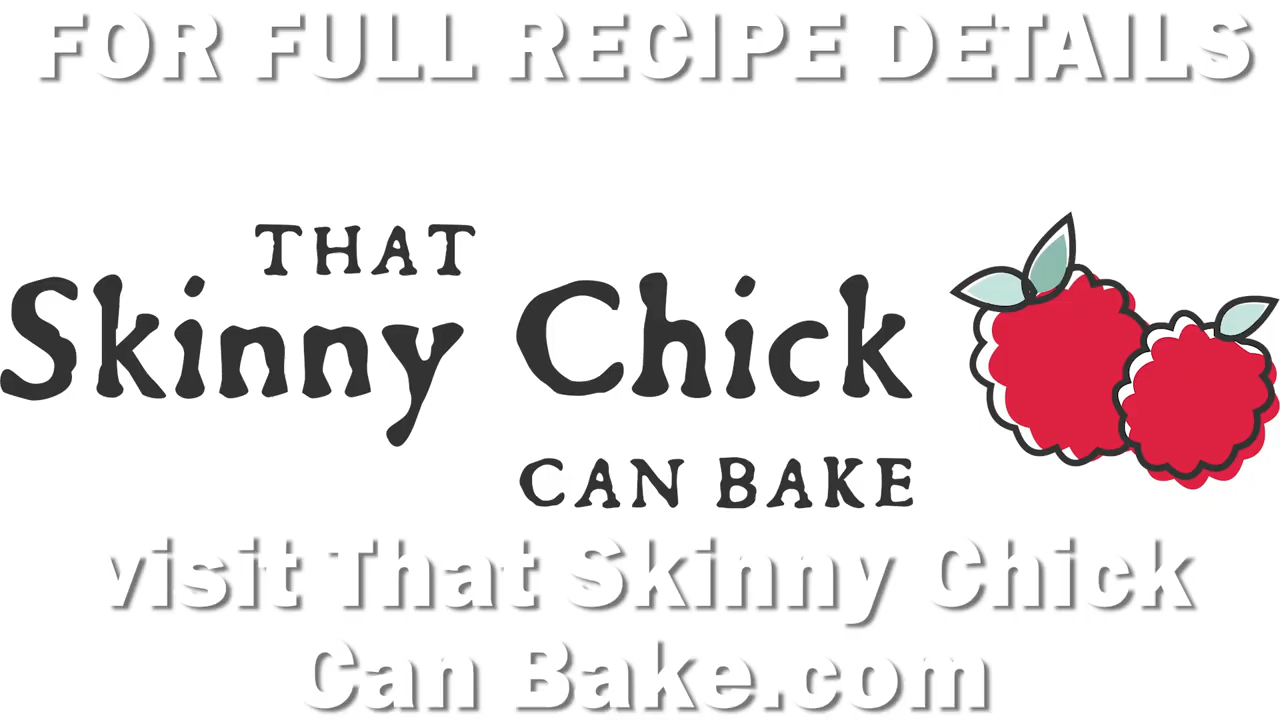 FOR FULL RECIPE DETAILS
THAT
Skinny Chick
CAN BAKE
visit That Skinny Chick
Can Bake.com